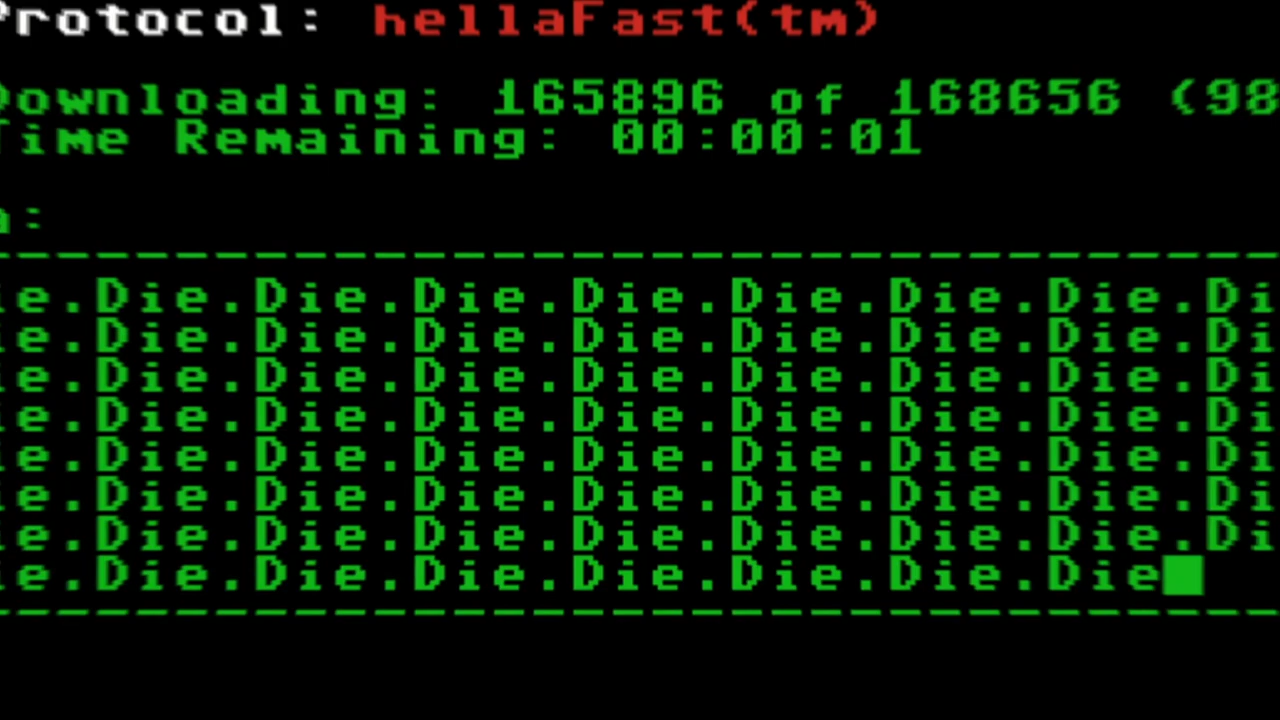 Protocol: hellaFast(tm)
Downloading: 165896 of 168656 (98
Time Remaining: 00:00:01
a:
--------------------------------
ie.Die.Die.Die.Die.Die.Die.Die.Di
ie.Die.Die.Die.Die.Die.Die.Die.Di
ie.Die.Die.Die.Die.Die.Die.Die.Di
ie.Die.Die.Die.Die.Die.Die.Die.Di
ie.Die.Die.Die.Die.Die.Die.Die.Di
ie.Die.Die.Die.Die.Die.Die.Die.Di
ie.Die.Die.Die.Die.Die.Die.Die.Di
ie.Die.Die.Die.Die.Die.Die.Die
--------------------------------